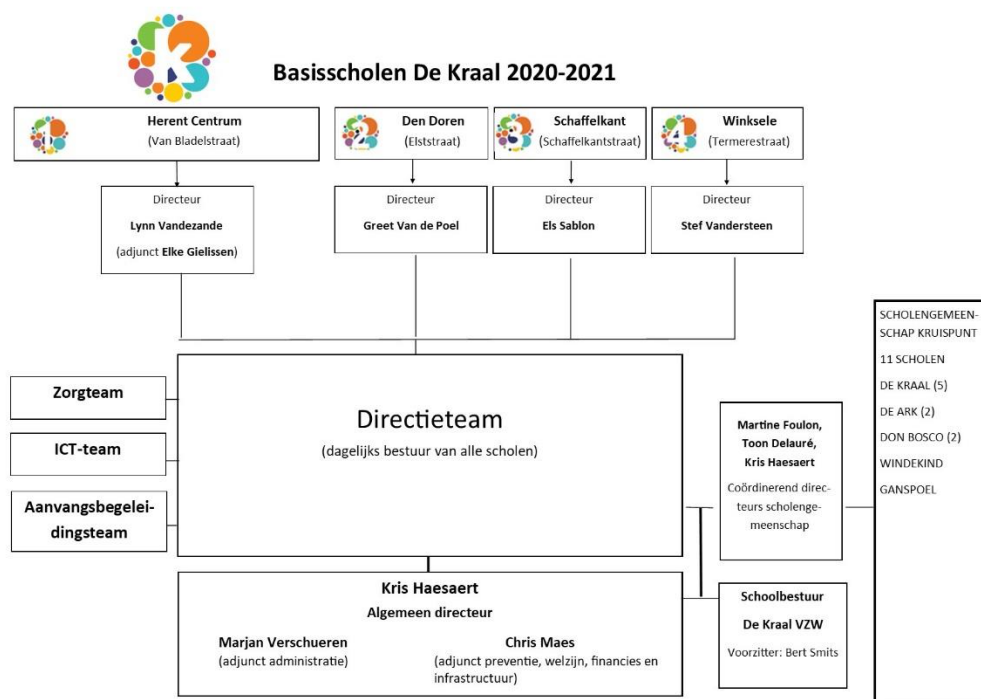 Basisscholen De Kraal 2020-2021
Herent Centrum
(Van Bladelstraat)
Den Doren
(Elststraat)
Schaffelkant
(Schaffelkantstraat)
Winksele
(Termerestraat)
Directeur
Lynn Vandezande
(adjunct Elke Gielissen)
Directeur
Greet Van de Poel
Directeur
Els Sablon
Directeur
Stef Vandersteen
Zorgteam
ICT-team
Aanvangsbegelei-
dingsteam
Directieteam
(dagelijks bestuur van alle scholen)
Martine Foulon,
Toon Delauré,
Kris Haesaert
Coördinerend direc-
teurs scholenge-
meenschap
SCHOLENGEMEEN-
SCHAP KRUISPUNT
11 SCHOLEN
DE KRAAL (5)
DE ARK (2)
DON BOSCO (2)
WINDEKIND
GANSPOEL
Kris Haesaert
Algemeen directeur
Marjan Verschueren
(adjunct administratie)
Chris Maes
(adjunct preventie, welzijn, financies en
infrastructuur)
Schoolbestuur
De Kraal VZW
Voorzitter: Bert Smits